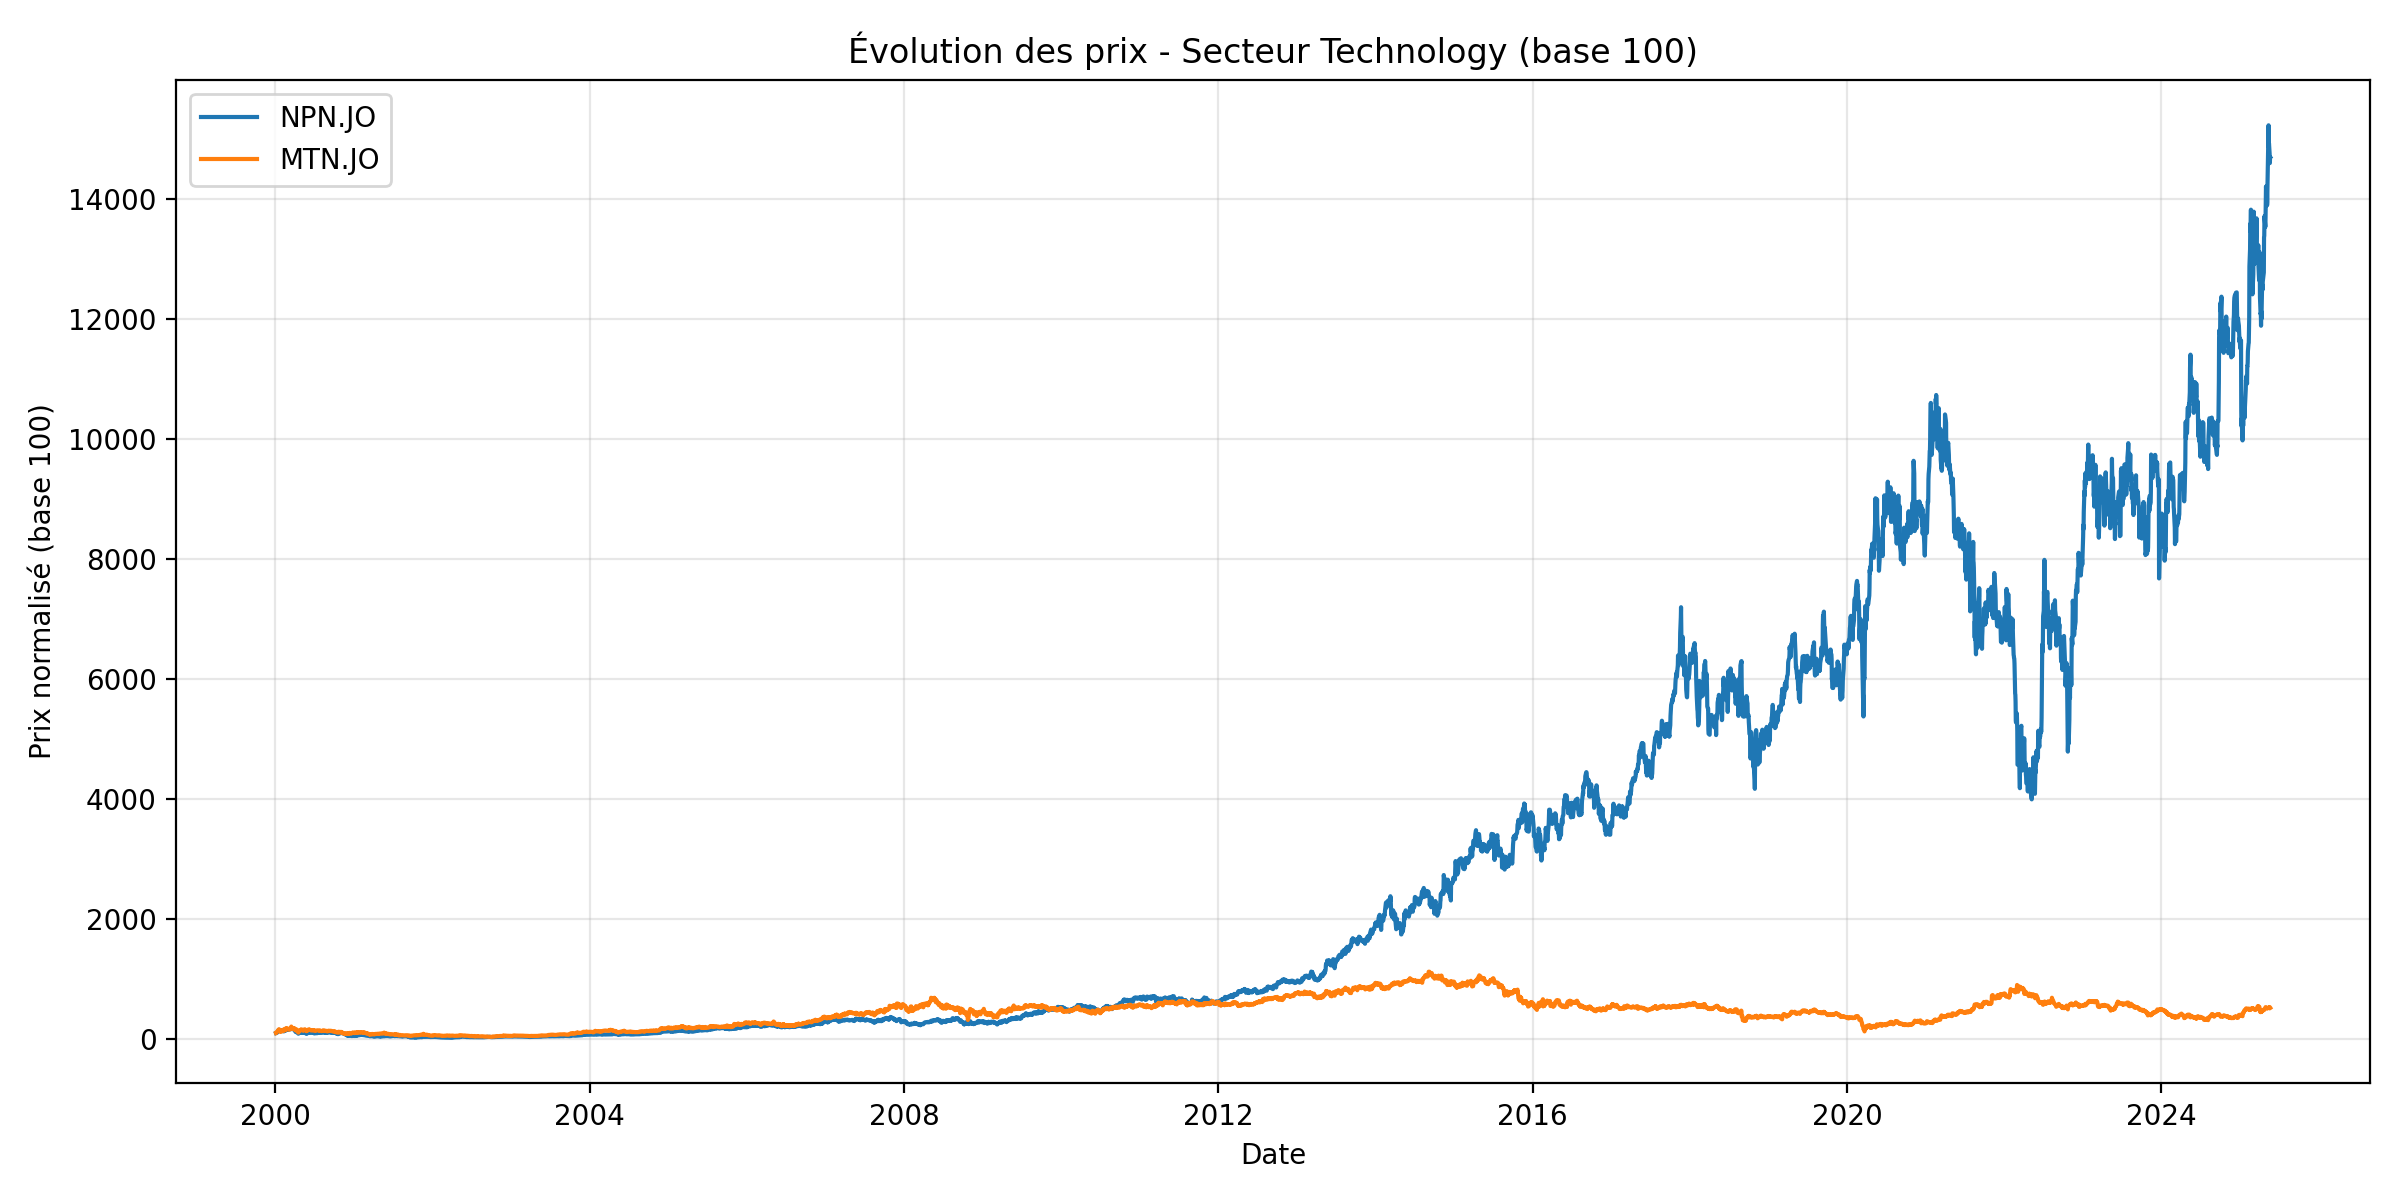 Évolution des prix - Secteur Technology (base 100)
NPN.JO
MTN.JO
Prix normalisé (base 100)
14000
12000
10000
8000
6000
4000
2000
0
2000 2004 2008 2012 2016 2020 2024
Date